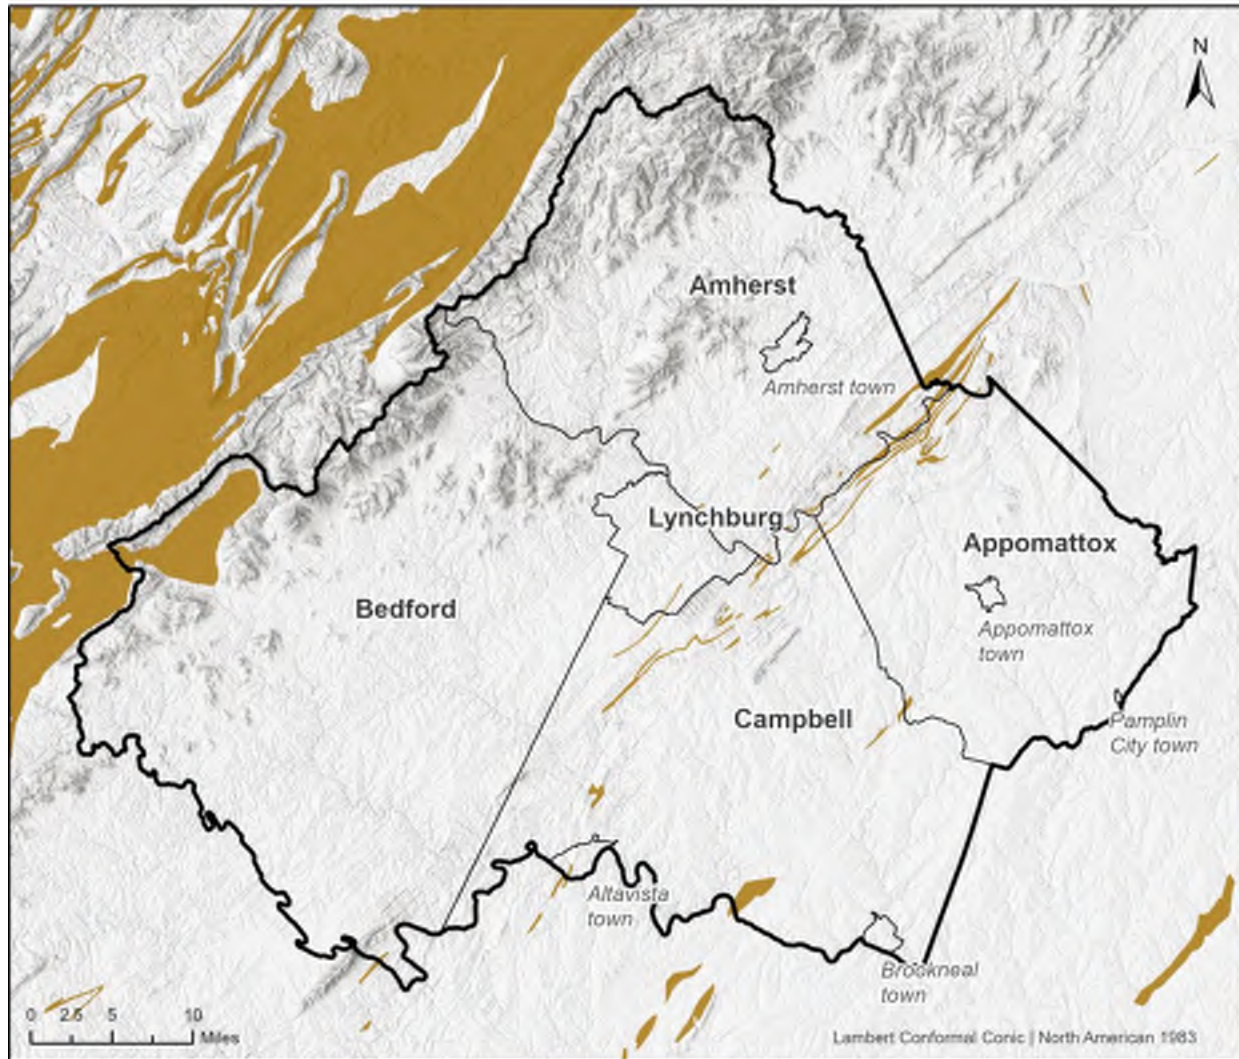 N
Amherst
Amherst town
Lynchburg
Appomattox
Appomattox
town
Bedford
Campbell
Pamplin
City town
Altavista
town
Brookneal
town
0 2.5 5 10
Miles
Lambert Conformal Conic | North American 1983